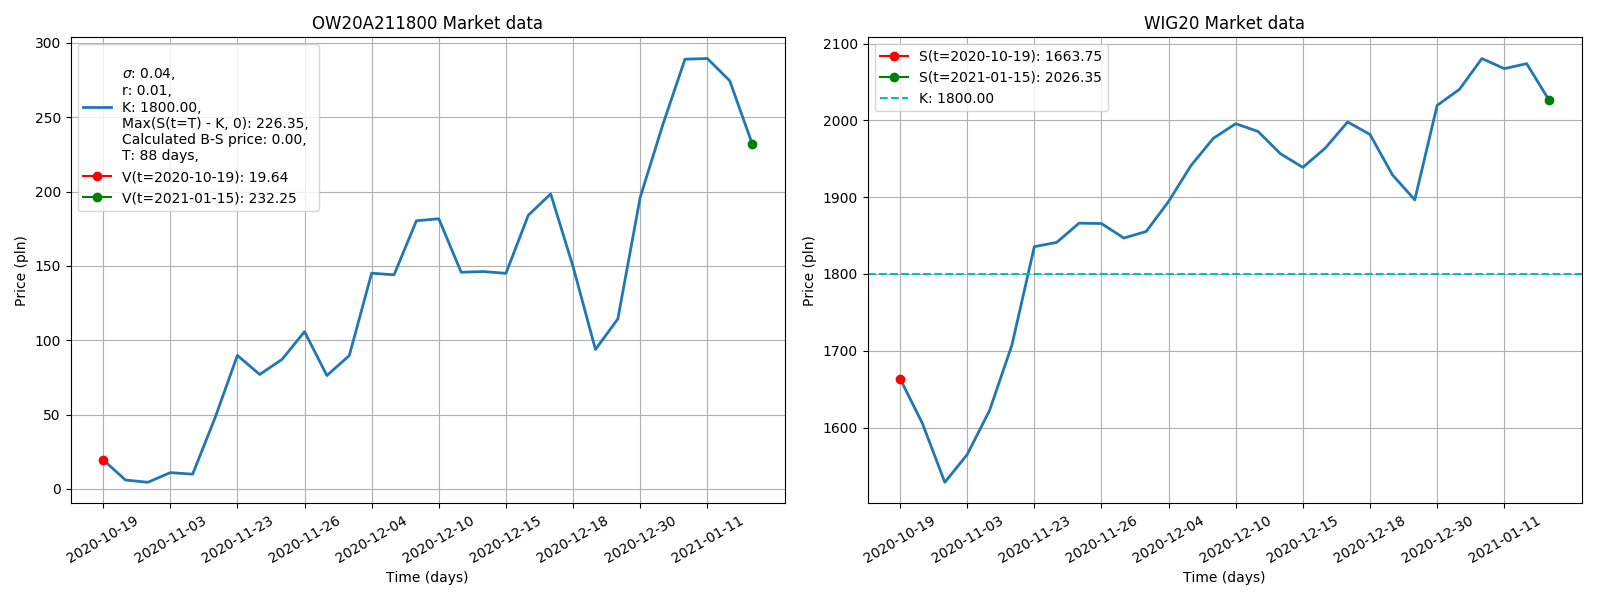 OW20A211800 Market data
300
250
200
150
100
50
0
Price (pln)
σ: 0.04,
r: 0.01,
K: 1800.00,
Max(S(t=T) - K, 0): 226.35,
Calculated B-S price: 0.00,
T: 88 days,
V(t=2020-10-19): 19.64
V(t=2021-01-15): 232.25
2020-10-19
2020-11-03
2020-11-23
2020-11-26
2020-12-04
2020-12-10
2020-12-15
2020-12-18
2020-12-30
2021-01-11
Time (days)
WIG20 Market data
2100
2000
1900
1800
1700
1600
Price (pln)
S(t=2020-10-19): 1663.75
S(t=2021-01-15): 2026.35
K: 1800.00
2020-10-19
2020-11-03
2020-11-23
2020-11-26
2020-12-04
2020-12-10
2020-12-15
2020-12-18
2020-12-30
2021-01-11
Time (days)